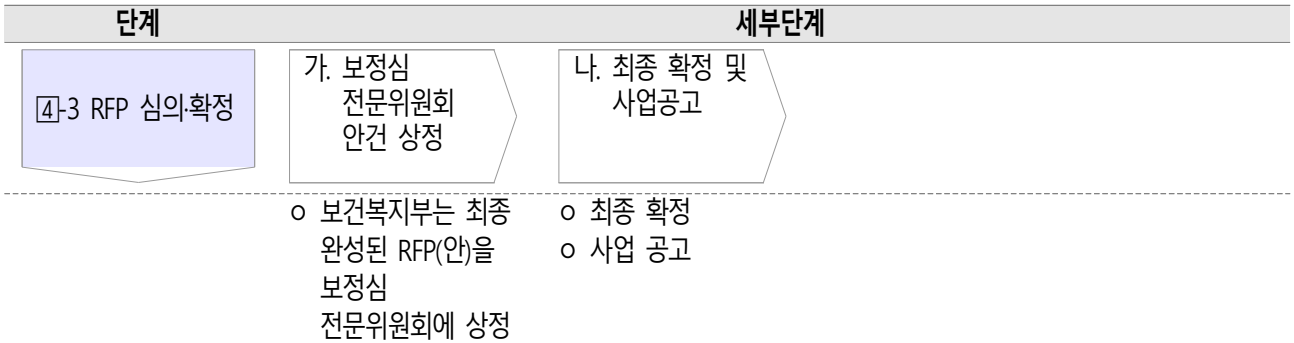 단계 세부단계
4-3 RFP 심의·확정
가. 보정심
전문위원회
안건 상정
나. 최종 확정 및
사업공고
ㅇ 보건복지부는 최종
완성된 RFP(안)을
보정심
전문위원회에 상정
ㅇ 최종 확정
ㅇ 사업 공고